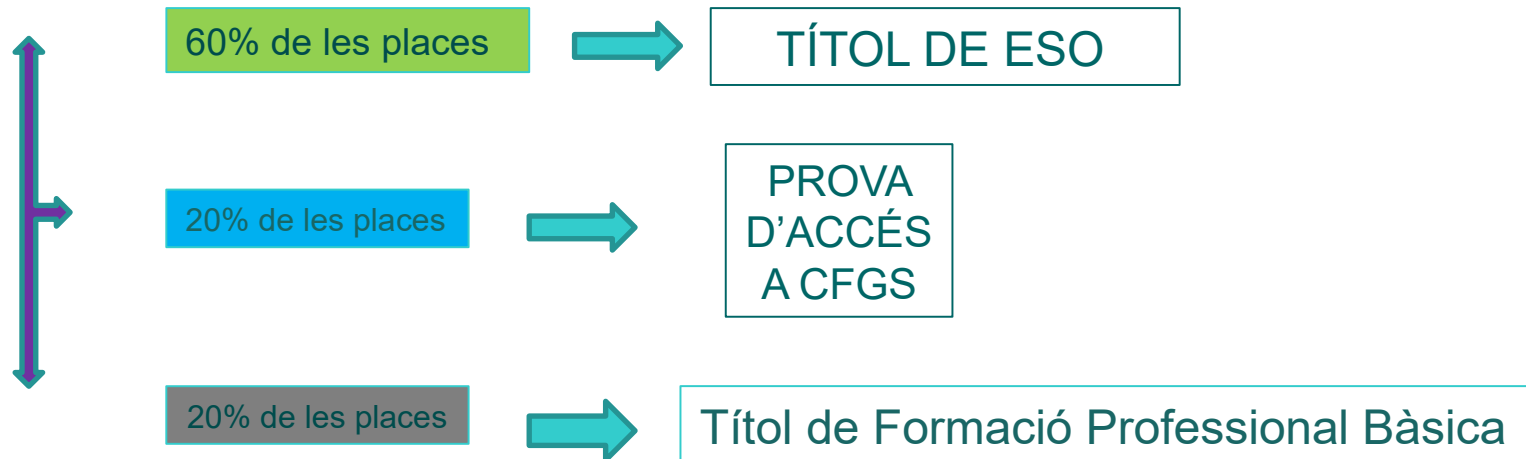 60% de les places
TÍTOL DE ESO
20% de les places
PROVA
D’ACCÉS
A CFGS
20% de les places
Títol de Formació Professional Bàsica